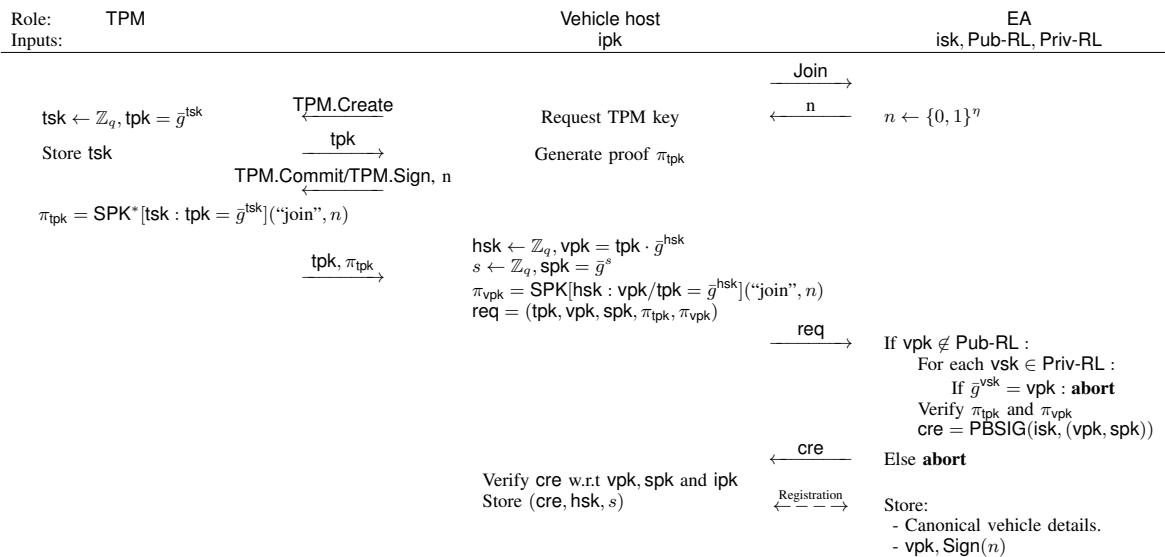 Role: TPM Vehicle host EA
Inputs: ipk isk, Pub-RL, Priv-RL
Join
tsk ← ℤ_q, tpk = ḡ^tsk TPM.Create Request TPM key n n ← {0, 1}^η
Store tsk tpk Generate proof π_tpk
TPM.Commit/TPM.Sign, n
π_tpk = SPK*[tsk : tpk = ḡ^tsk](“join”, n)
hsk ← ℤ_q, vpk = tpk · ḡ^hsk
tpk, π_tpk s ← ℤ_q, spk = ḡ^s
π_vpk = SPK[hsk : vpk/tpk = ḡ^hsk](“join”, n)
req = (tpk, vpk, spk, π_tpk, π_vpk)
req If vpk ∉ Pub-RL :
For each vsk ∈ Priv-RL :
If ḡ^vsk = vpk : abort
Verify π_tpk and π_vpk
cre = PBSIG(isk, (vpk, spk))
cre Else abort
Verify cre w.r.t vpk, spk and ipk
Store (cre, hsk, s) Registration Store:
- Canonical vehicle details.
- vpk, Sign(n)